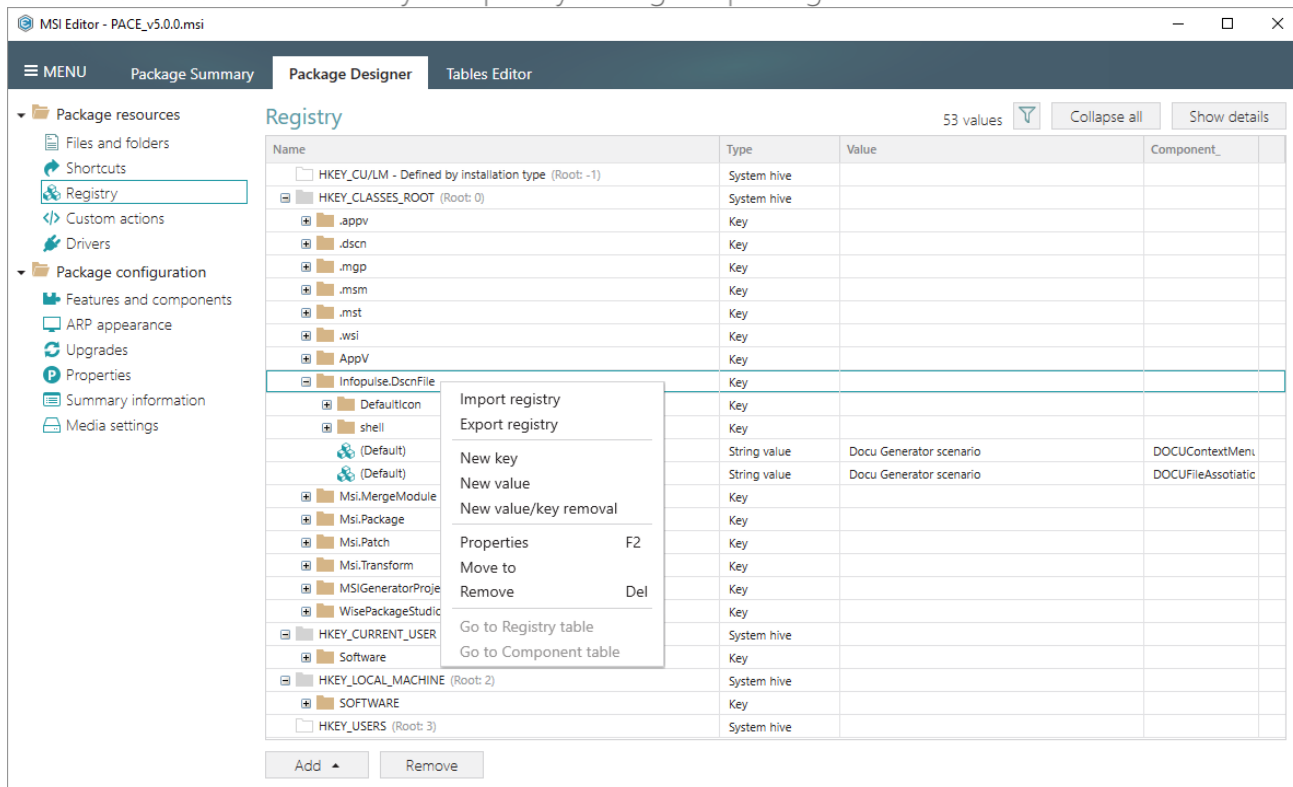 MSI Editor - PACE_v5.0.0.msi
MENU Package Summary Package Designer Tables Editor
Package resources
Files and folders
Shortcuts
Registry
Custom actions
Drivers
Package configuration
Features and components
ARP appearance
Upgrades
Properties
Summary information
Media settings
Registry 53 values Collapse all Show details
Name Type Value Component_
HKEY_CU/LM - Defined by installation type (Root: -1) System hive
HKEY_CLASSES_ROOT (Root: 0) System hive
.appv Key
.dscn Key
.mgp Key
.msm Key
.mst Key
.wsi Key
AppV Key
Infopulse.DscnFile Key
DefaultIcon Key
shell Key
(Default) String value Docu Generator scenario DOCUContextMenu
(Default) String value Docu Generator scenario DOCUFileAssotiatic
Msi.MergeModule Key
Msi.Package Key
Msi.Patch Key
Msi.Transform Key
MSIGeneratorProje Key
WisePackageStudic Key
HKEY_CURRENT_USER System hive
Software Key
HKEY_LOCAL_MACHINE (Root: 2) System hive
SOFTWARE Key
HKEY_USERS (Root: 3) System hive
Import registry
Export registry
New key
New value
New value/key removal
Properties F2
Move to
Remove Del
Go to Registry table
Go to Component table
Add Remove